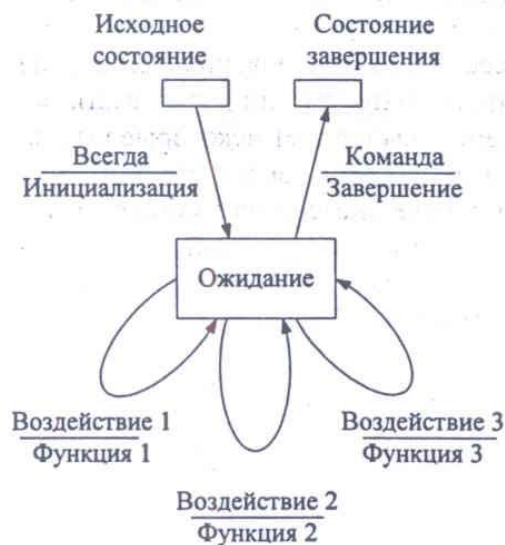 Исходное
состояние
Состояние
завершения
Всегда
Инициализация
Команда
Завершение
Ожидание
Воздействие 1
Функция 1
Воздействие 3
Функция 3
Воздействие 2
Функция 2